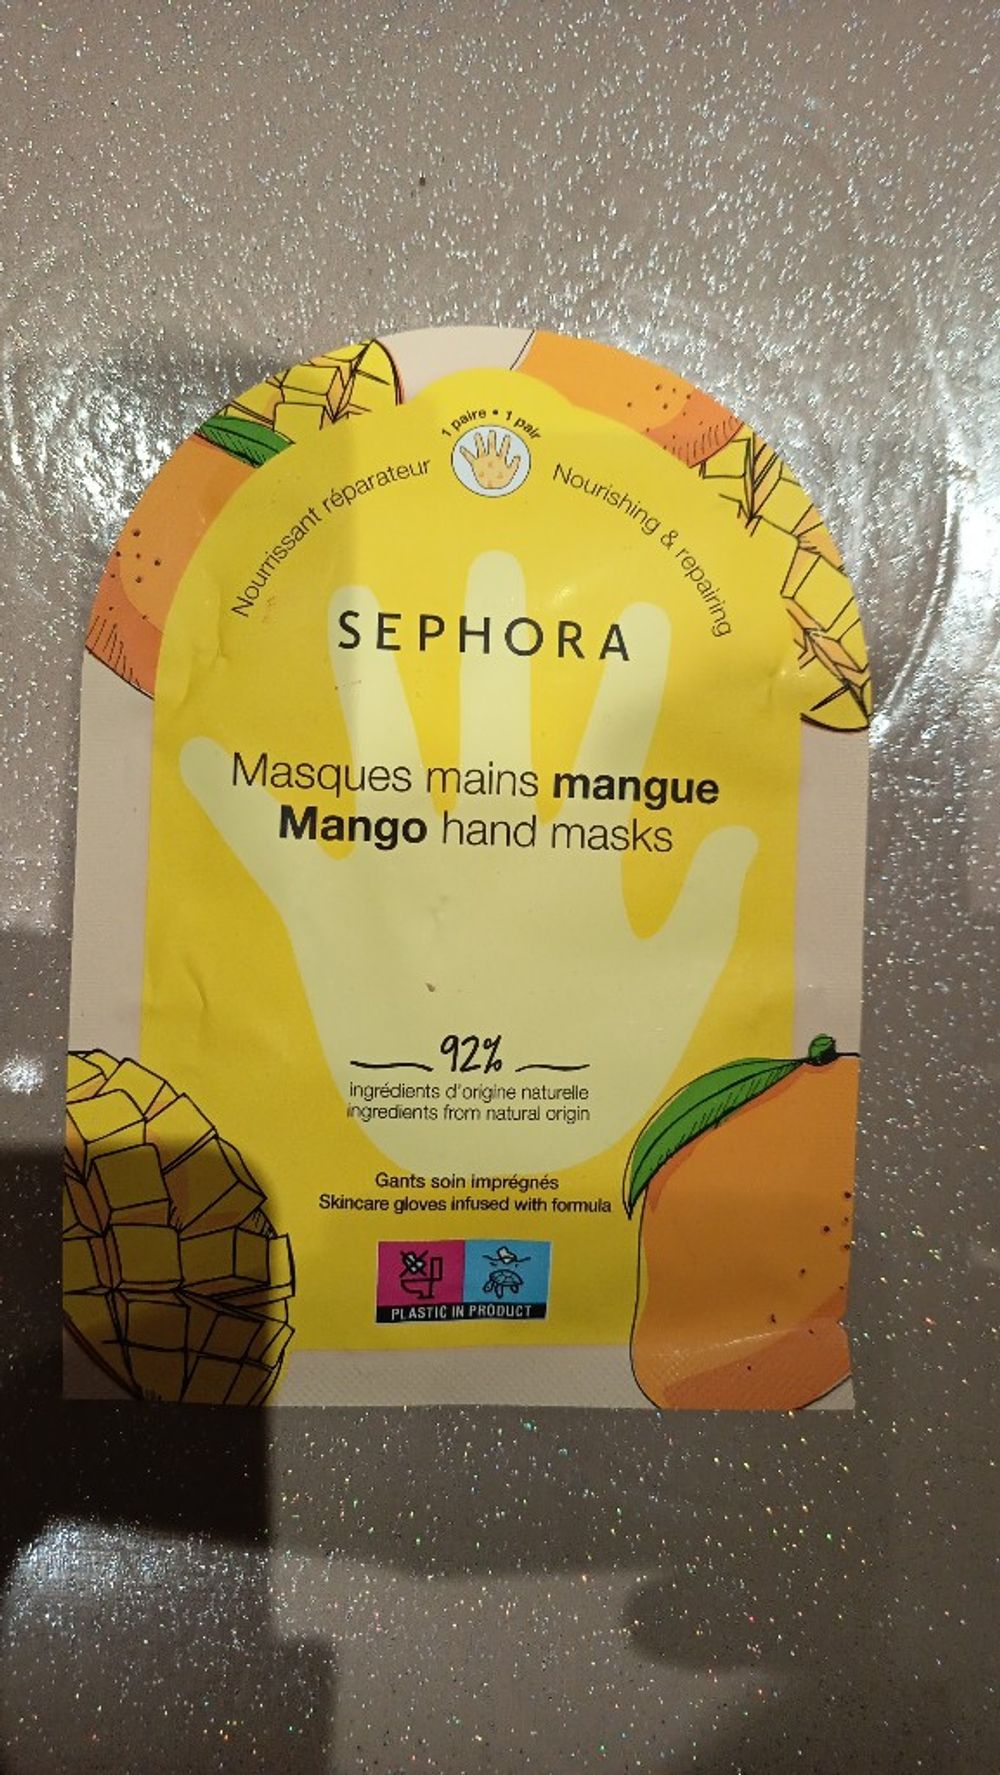 1 paire • 1 pair
Nourrissant réparateur
Nourishing & repairing
SEPHORA
Masques mains mangue
Mango hand masks
92%
ingrédients d'origine naturelle
ingredients from natural origin
Gants soin imprégnés
Skincare gloves infused with formula
PLASTIC IN PRODUCT